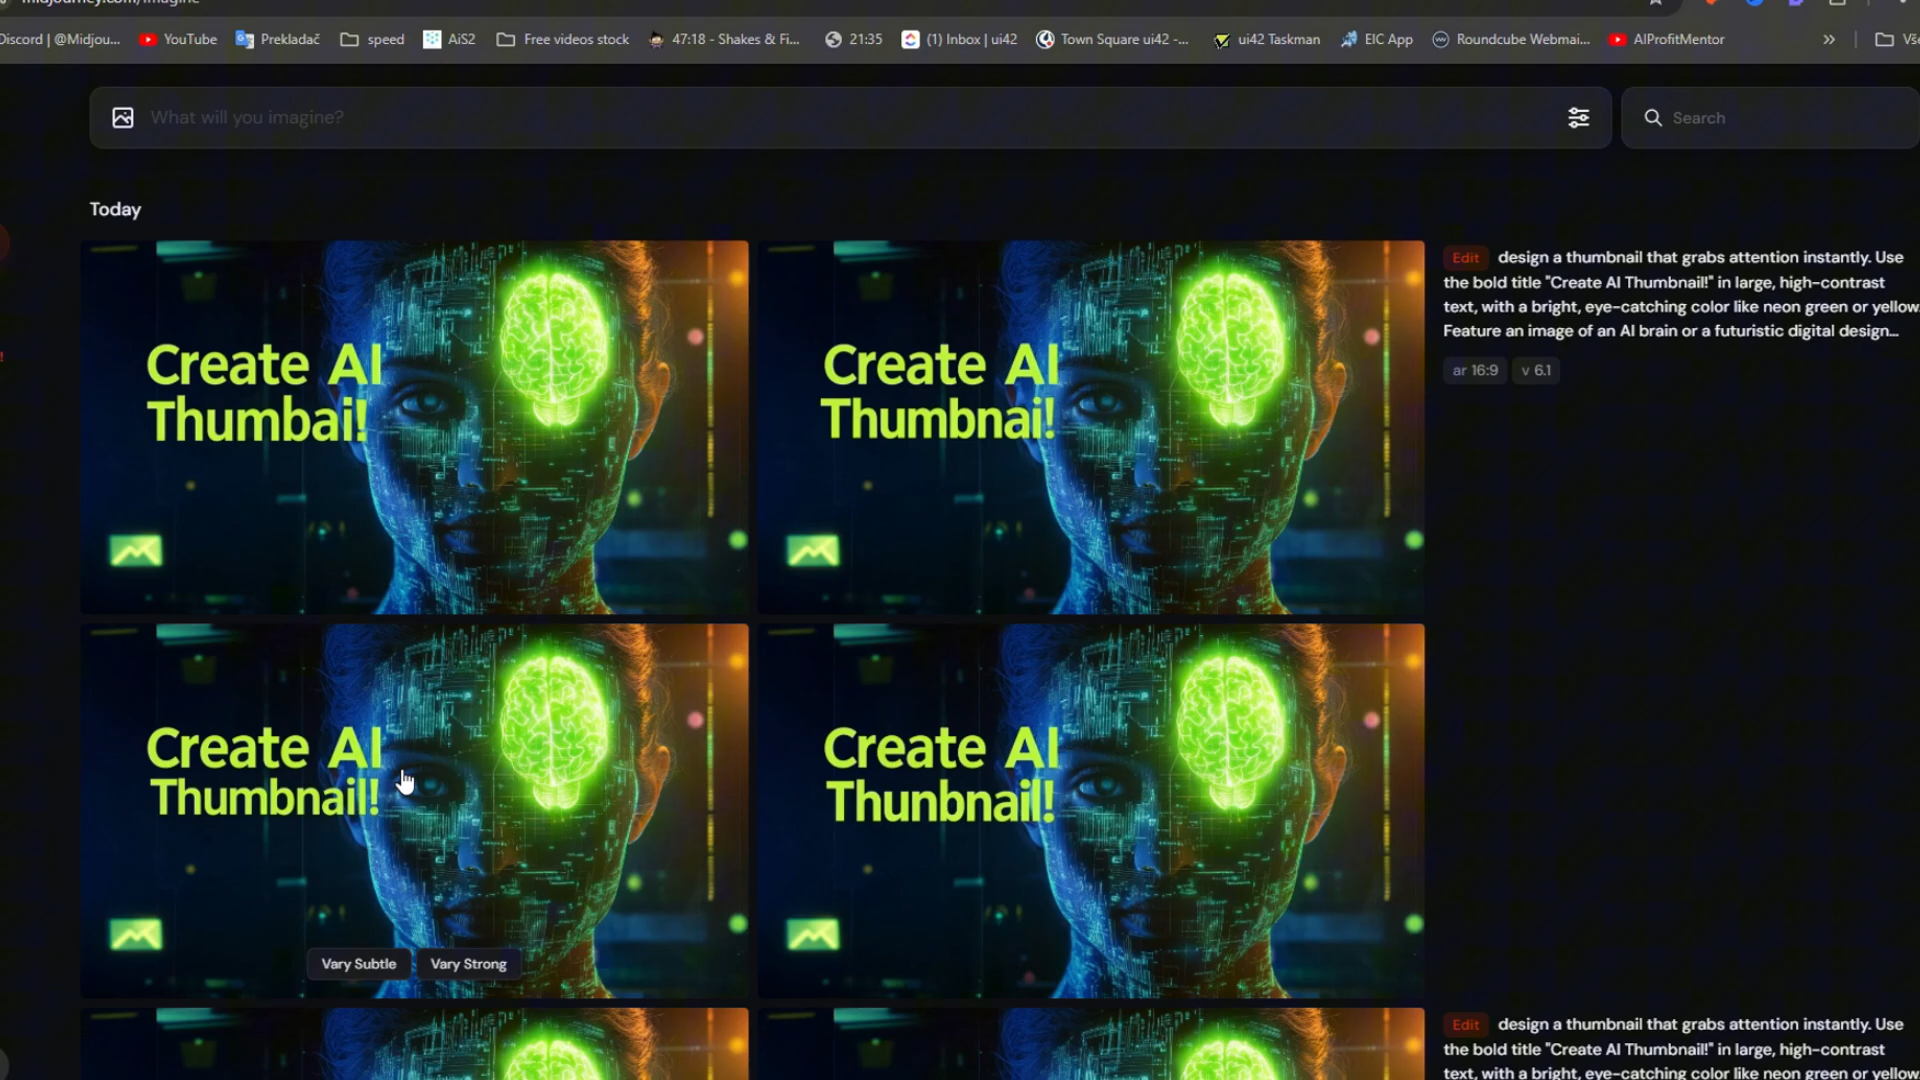 midjourney.com/imagine
Discord | @Midjou...
YouTube
Prekladač
speed
AiS2
Free videos stock
47:18 - Shakes & Fi...
21:35
(1) Inbox | ui42
Town Square ui42 -...
ui42 Taskman
EIC App
Roundcube Webmai...
AIProfitMentor
»
What will you imagine?
Search
Today
Create AI
Thumbai!
Create AI
Thumbnai!
Edit design a thumbnail that grabs attention instantly. Use
the bold title "Create AI Thumbnail!" in large, high-contrast
text, with a bright, eye-catching color like neon green or yellow.
Feature an image of an AI brain or a futuristic digital design...
ar 16:9
v 6.1
Create AI
Thumbnail!
Vary Subtle
Vary Strong
Create AI
Thunbnail!
Edit design a thumbnail that grabs attention instantly. Use
the bold title "Create AI Thumbnail!" in large, high-contrast
text, with a bright, eye-catching color like neon green or yellow